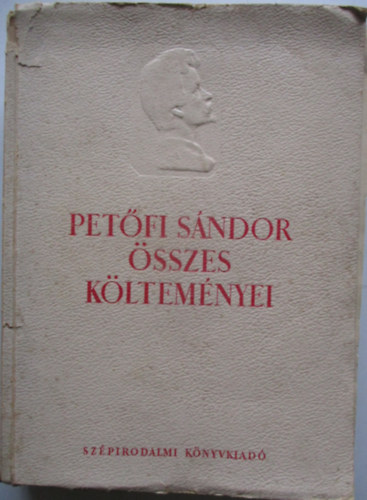 PETŐFI SÁNDOR
ÖSSZES
KÖLTEMÉNYEI
SZÉPIRODALMI KÖNYVKIADÓ